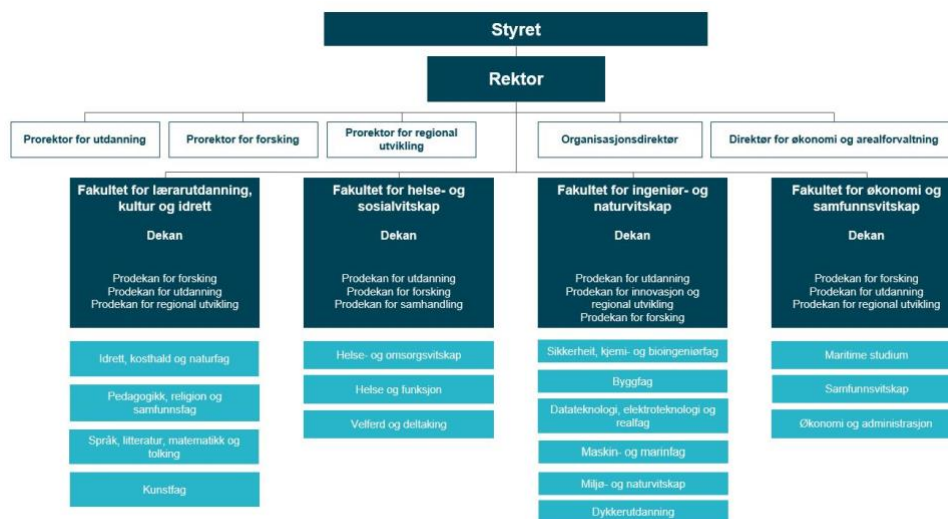 Styret
Rektor
Prorektor for utdanning
Prorektor for forsking
Prorektor for regional
utvikling
Organisasjonsdirektør
Direktør for økonomi og arealforvaltning
Fakultet for lærarutdanning,
kultur og idrett
Dekan
Prodekan for forsking
Prodekan for utdanning
Prodekan for regional utvikling
Idrett, kosthald og naturfag
Pedagogikk, religion og
samfunnsfag
Språk, litteratur, matematikk og
tolking
Kunstfag
Fakultet for helse- og
sosialvitskap
Dekan
Prodekan for utdanning
Prodekan for forsking
Prodekan for samhandling
Helse- og omsorgsvitskap
Helse og funksjon
Velferd og deltaking
Fakultet for ingeniør- og
naturvitskap
Dekan
Prodekan for utdanning
Prodekan for innovasjon og
regional utvikling
Prodekan for forsking
Sikkerheit, kjemi- og bioingeniørfag
Byggfag
Datateknologi, elektroteknologi og
realfag
Maskin- og marinfag
Miljø- og naturvitskap
Dykkerutdanning
Fakultet for økonomi og
samfunnsvitskap
Dekan
Prodekan for forsking
Prodekan for utdanning
Prodekan for regional utvikling
Maritime studium
Samfunnsvitskap
Økonomi og administrasjon